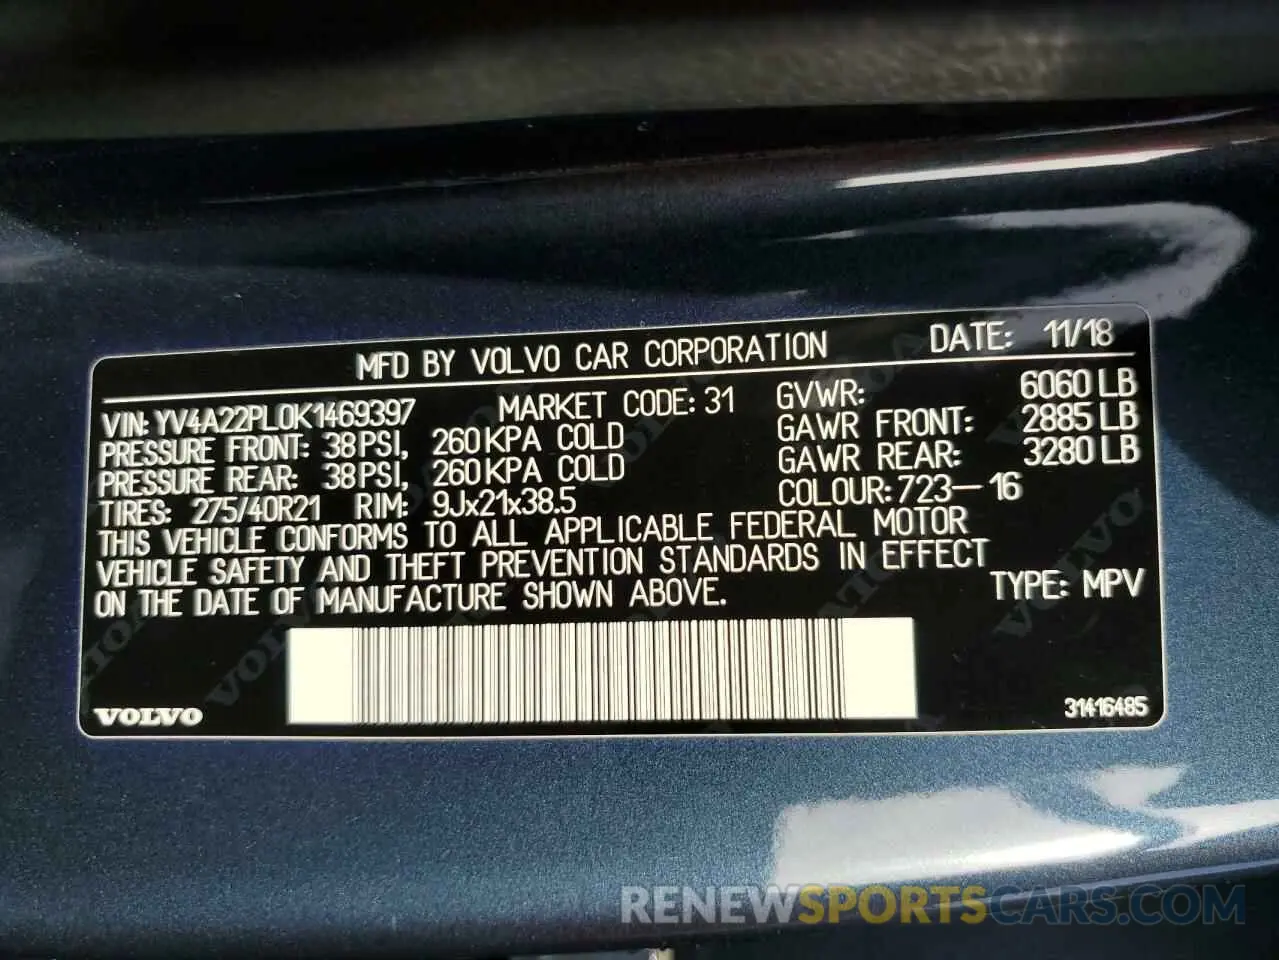 MFD BY VOLVO CAR CORPORATION DATE: 11/18
VIN: YV4A22PL0K1469397 MARKET CODE: 31 GVWR: 6060 LB
PRESSURE FRONT: 38 PSI, 260 KPA COLD GAWR FRONT: 2885 LB
PRESSURE REAR: 38 PSI, 260 KPA COLD GAWR REAR: 3280 LB
TIRES: 275/40R21 RIM: 9Jx21x38.5 COLOUR: 723-16
THIS VEHICLE CONFORMS TO ALL APPLICABLE FEDERAL MOTOR
VEHICLE SAFETY AND THEFT PREVENTION STANDARDS IN EFFECT
ON THE DATE OF MANUFACTURE SHOWN ABOVE. TYPE: MPV
VOLVO 31416485
RENEWSPORTSCARS.COM